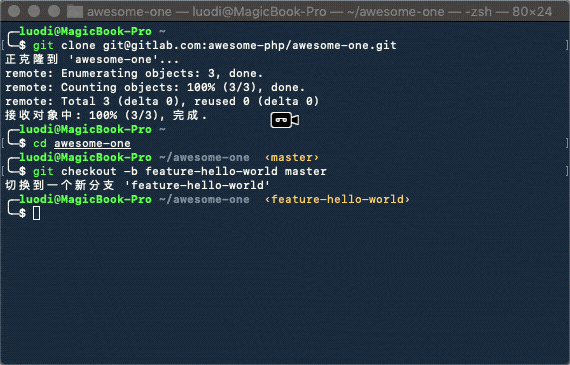 awesome-one — luodi@MagicBook-Pro — ~/awesome-one — -zsh — 80×24
╭─luodi@MagicBook-Pro ~
╰─$ git clone git@gitlab.com:awesome-php/awesome-one.git
正克隆到 'awesome-one'...
remote: Enumerating objects: 3, done.
remote: Counting objects: 100% (3/3), done.
remote: Total 3 (delta 0), reused 0 (delta 0)
接收对象中: 100% (3/3), 完成.
╭─luodi@MagicBook-Pro ~
╰─$ cd awesome-one
╭─luodi@MagicBook-Pro ~/awesome-one ‹master›
╰─$ git checkout -b feature-hello-world master
切换到一个新分支 'feature-hello-world'
╭─luodi@MagicBook-Pro ~/awesome-one ‹feature-hello-world›
╰─$